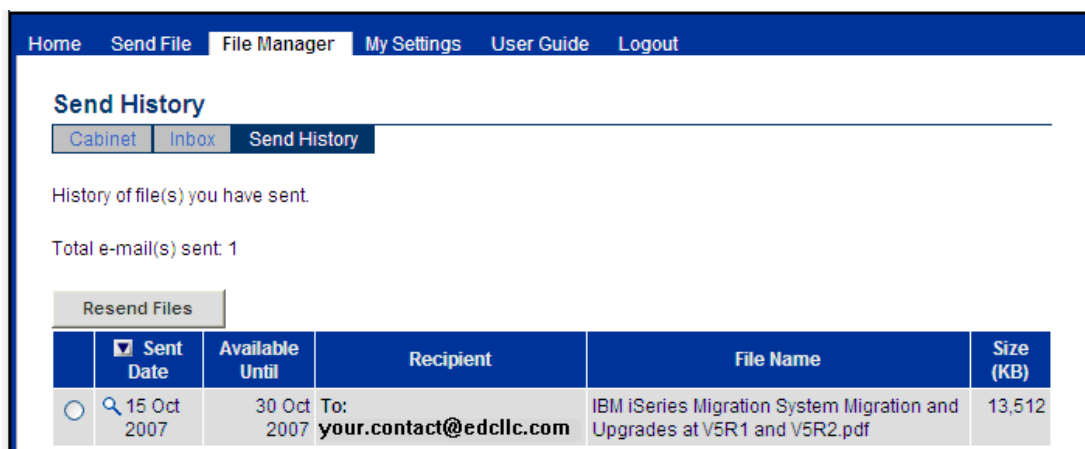 Home Send File File Manager My Settings User Guide Logout
Send History
Cabinet Inbox Send History
History of file(s) you have sent.
Total e-mail(s) sent: 1
Resend Files
Sent Date Available Until Recipient File Name Size (KB)
15 Oct 30 Oct To: IBM iSeries Migration System Migration and 13,512
2007 2007 your.contact@edcllc.com Upgrades at V5R1 and V5R2.pdf